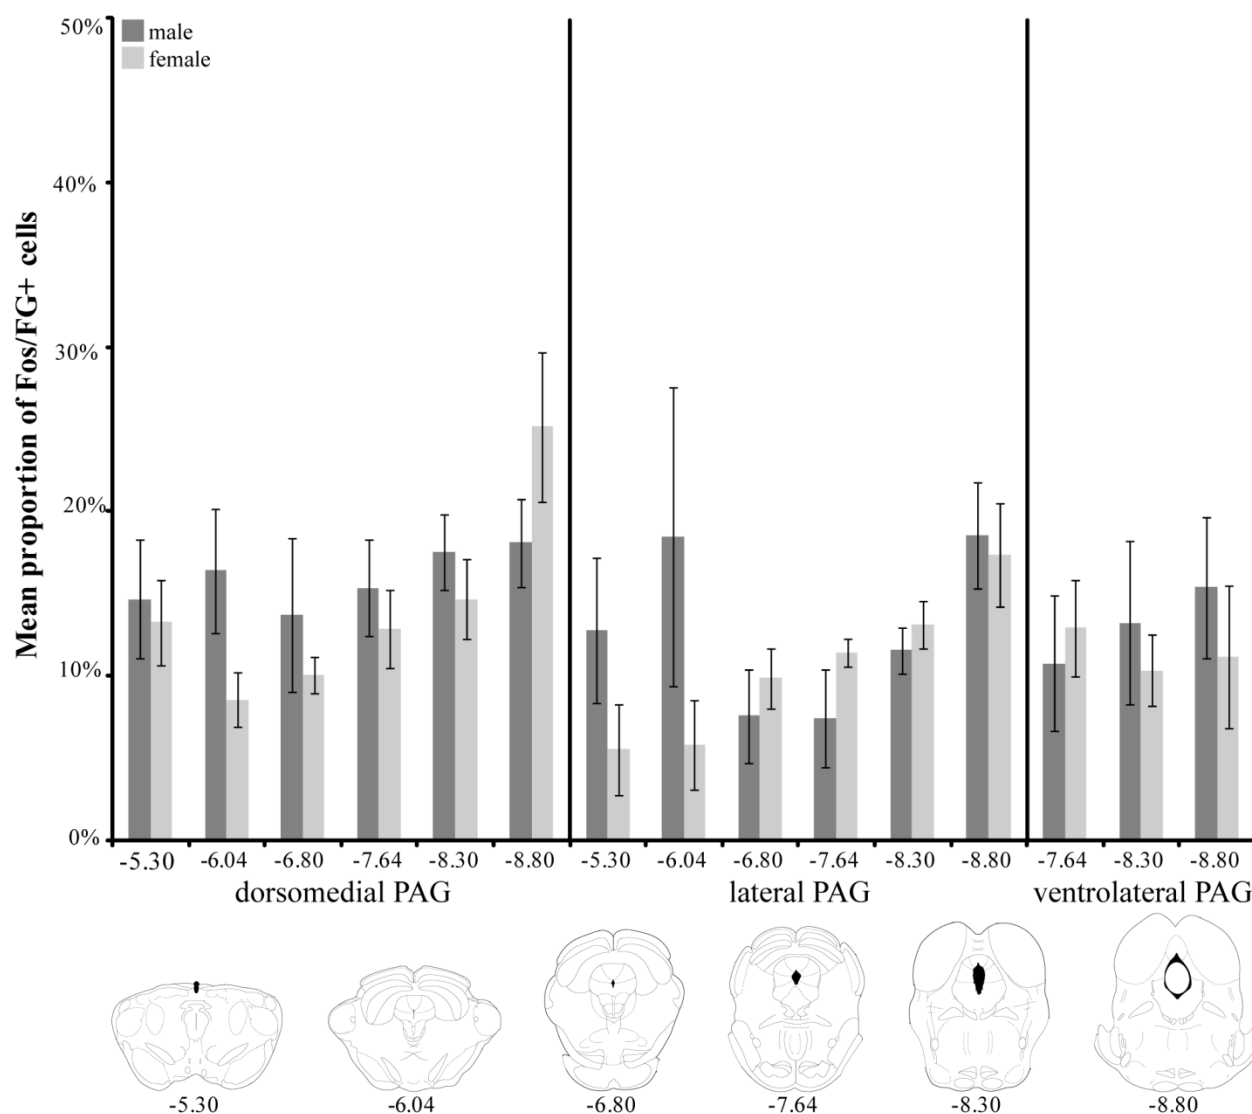 50%
male
female
40%
30%
20%
10%
0%
Mean proportion of Fos/FG+ cells
-5.30 -6.04 -6.80 -7.64 -8.30 -8.80 -5.30 -6.04 -6.80 -7.64 -8.30 -8.80 -7.64 -8.30 -8.80
dorsomedial PAG lateral PAG ventrolateral PAG
-5.30 -6.04 -6.80 -7.64 -8.30 -8.80